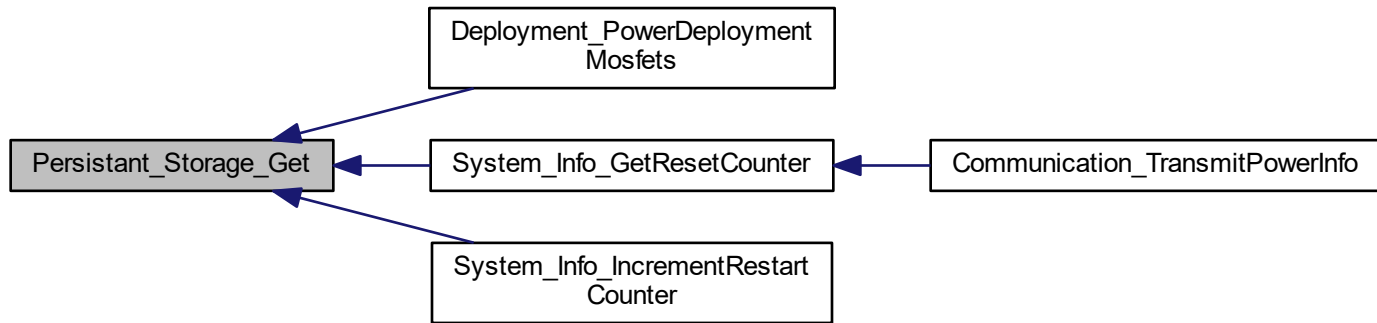 Deployment_PowerDeployment
Mosfets
Persistant_Storage_Get
System_Info_GetResetCounter
Communication_TransmitPowerInfo
System_Info_IncrementRestart
Counter